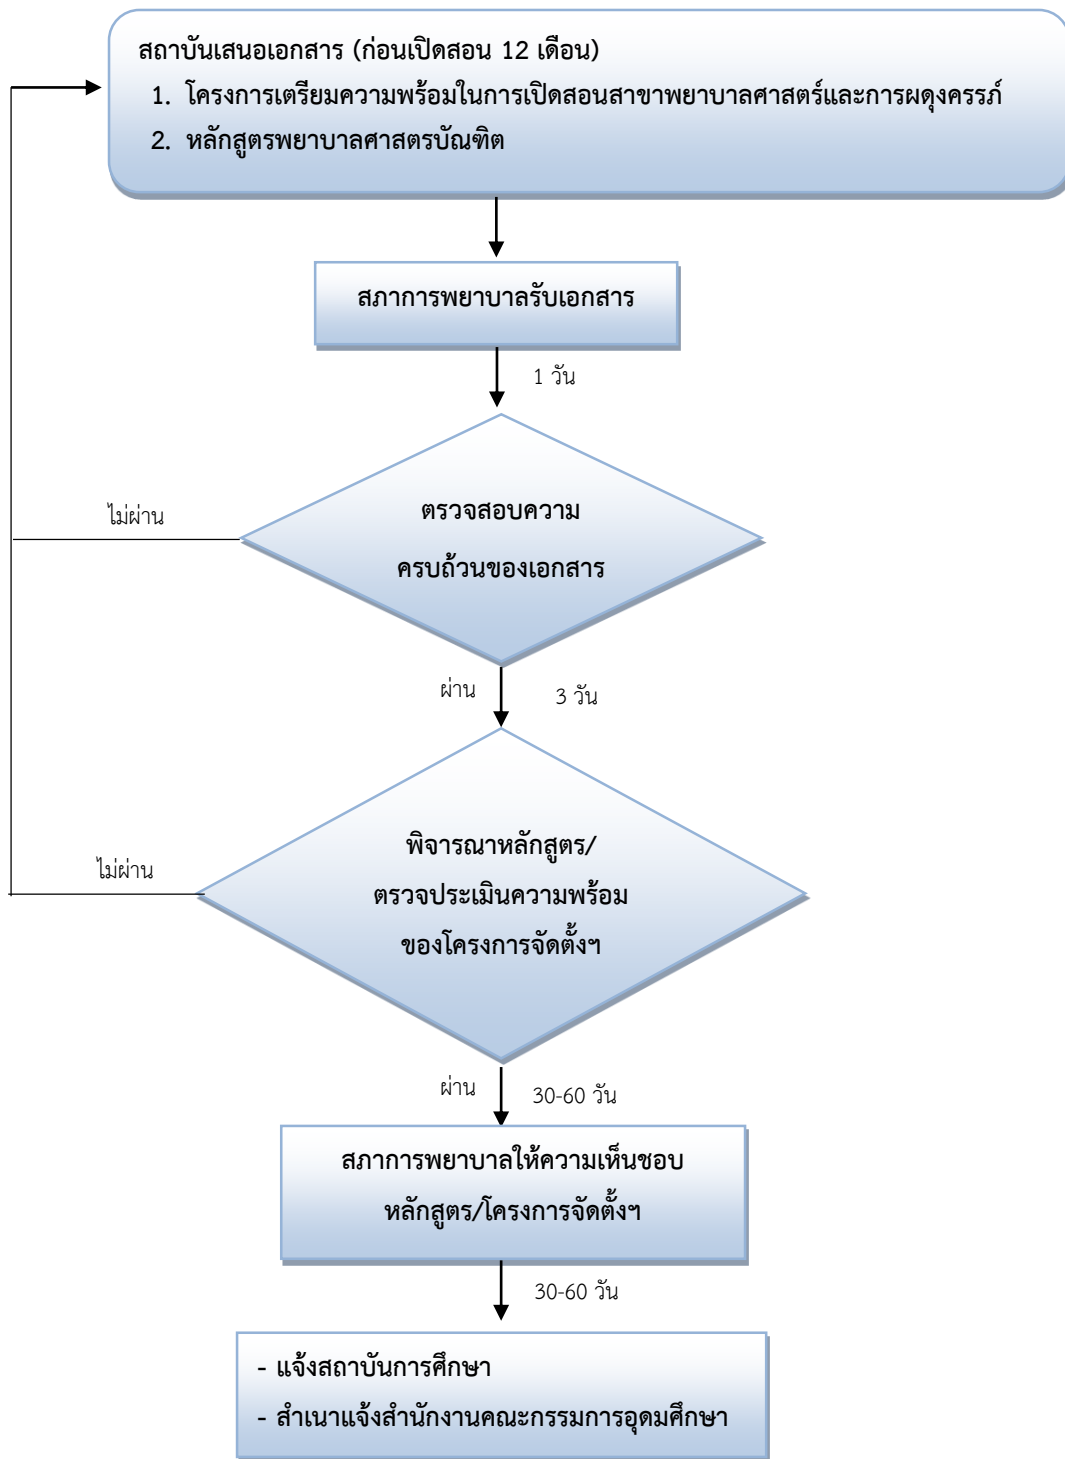 สถาบันเสนอเอกสาร (ก่อนเปิดสอน 12 เดือน)
1. โครงการเตรียมความพร้อมในการเปิดสอนสาขาพยาบาลศาสตร์และการผดุงครรภ์
2. หลักสูตรพยาบาลศาสตรบัณฑิต
สภาการพยาบาลรับเอกสาร
1 วัน
ตรวจสอบความ
ครบถ้วนของเอกสาร
ไม่ผ่าน
ผ่าน
3 วัน
พิจารณาหลักสูตร/
ตรวจประเมินความพร้อม
ของโครงการจัดตั้งฯ
ไม่ผ่าน
ผ่าน
30-60 วัน
สภาการพยาบาลให้ความเห็นชอบ
หลักสูตร/โครงการจัดตั้งฯ
30-60 วัน
- แจ้งสถาบันการศึกษา
- สำเนาแจ้งสำนักงานคณะกรรมการอุดมศึกษา